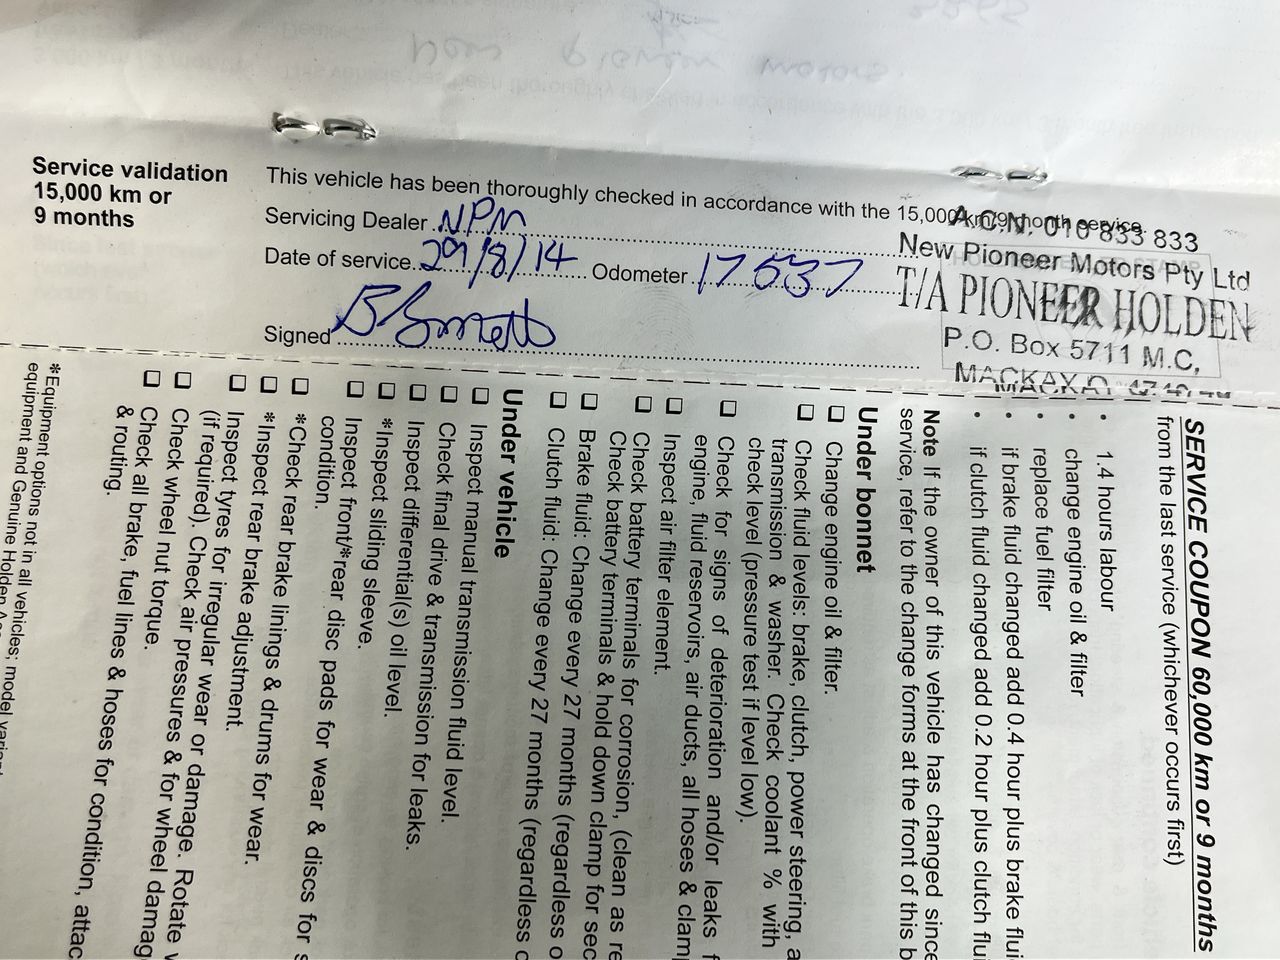 Service validation
15,000 km or
9 months
This vehicle has been thoroughly checked in accordance with the 15,000km/9month service.
Servicing Dealer NPM
Date of service 29/8/14 Odometer 17537
Signed
A.C.N. 010 833 833
New Pioneer Motors Pty Ltd
T/A PIONEER HOLDEN
P.O. Box 5711 M.C,
SERVICE COUPON 60,000 km or 9 months
from the last service (whichever occurs first)
• 1.4 hours labour
• change engine oil & filter
• replace fuel filter
• if brake fluid changed add 0.4 hour plus brake
• if clutch fluid changed add 0.2 hour plus clutch
Note If the owner of this vehicle has changed since
service, refer to the change forms at the front of this
Under bonnet
Change engine oil & filter.
Check fluid levels: brake, clutch, power steering,
transmission & washer. Check coolant % with
check level (pressure test if level low).
Check for signs of deterioration and/or leaks
engine, fluid reservoirs, air ducts, all hoses &
Inspect air filter element.
Check battery terminals for corrosion, (clean as
Check battery terminals & hold down clamp for
Brake fluid: Change every 27 months (regardless
Clutch fluid: Change every 27 months (regardless
Under vehicle
Inspect manual transmission fluid level.
Check final drive & transmission for leaks.
Inspect differential(s) oil level.
*Inspect sliding sleeve.
Inspect front/*rear disc pads for wear & discs for
condition.
*Check rear brake linings & drums for wear.
*Inspect rear brake adjustment.
Inspect tyres for irregular wear or damage. Rotate
(if required). Check air pressures & for wheel
Check wheel nut torque.
Check all brake, fuel lines & hoses for condition,
& routing.
*Equipment options not in all vehicles; model
equipment and Genuine Holden